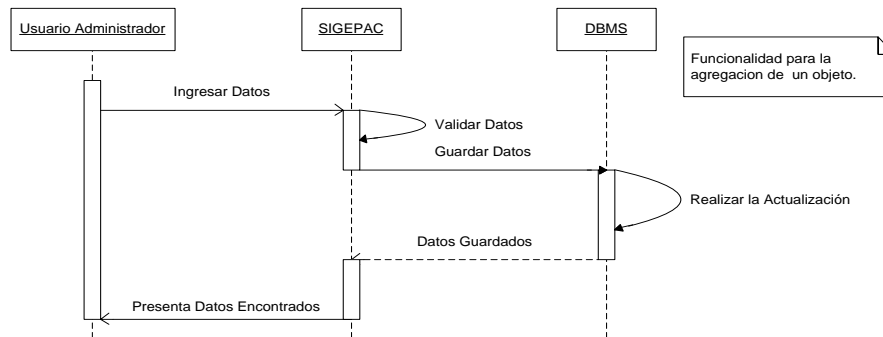 Usuario Administrador
SIGEPAC
DBMS
Funcionalidad para la
agregacion de un objeto.
Ingresar Datos
Validar Datos
Guardar Datos
Realizar la Actualización
Datos Guardados
Presenta Datos Encontrados